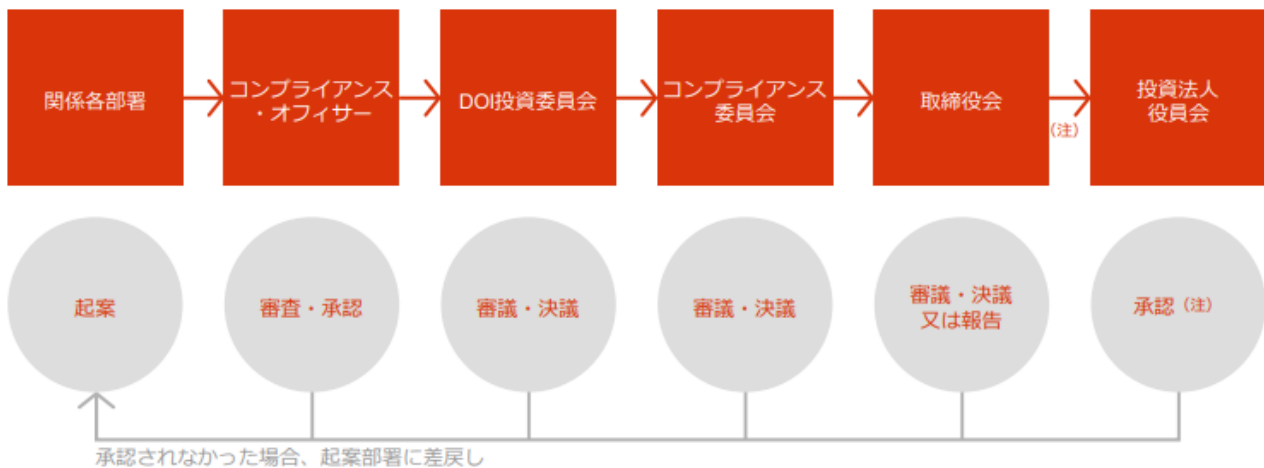 関係各部署
コンプライアンス
・オフィサー
DOI投資委員会
コンプライアンス
委員会
取締役会
(注)
投資法人
役員会
起案
審査・承認
審議・決議
審議・決議
審議・決議
又は報告
承認(注)
承認されなかった場合、起案部署に差戻し